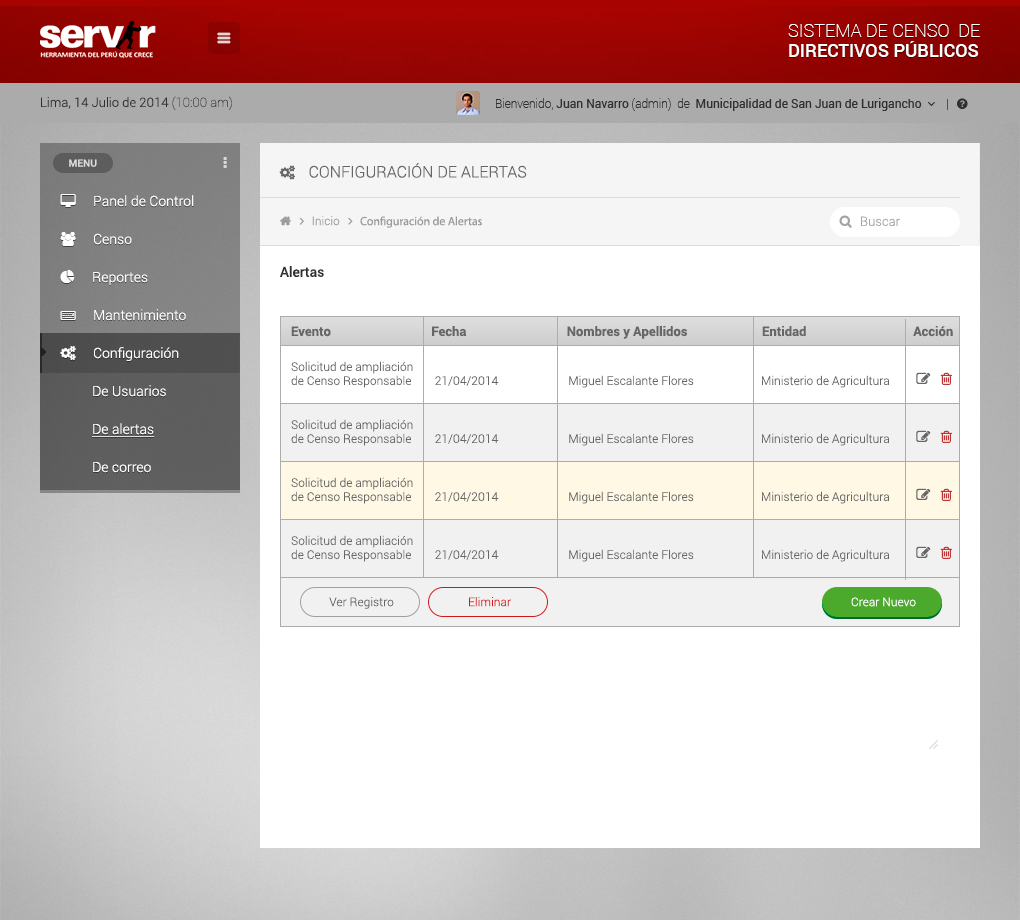 servir
HERRAMIENTA DEL PERÚ QUE CRECE
SISTEMA DE CENSO DE
DIRECTIVOS PÚBLICOS
Lima, 14 Julio de 2014 (10:00 am)
Bienvenido, Juan Navarro (admin) de Municipalidad de San Juan de Lurigancho
|
MENU
Panel de Control
Censo
Reportes
Mantenimiento
Configuración
De Usuarios
De alertas
De correo
CONFIGURACIÓN DE ALERTAS
Inicio > Configuración de Alertas
Buscar
Alertas
Evento Fecha Nombres y Apellidos Entidad Acción
Solicitud de ampliación
de Censo Responsable 21/04/2014 Miguel Escalante Flores Ministerio de Agricultura
Solicitud de ampliación
de Censo Responsable 21/04/2014 Miguel Escalante Flores Ministerio de Agricultura
Solicitud de ampliación
de Censo Responsable 21/04/2014 Miguel Escalante Flores Ministerio de Agricultura
Solicitud de ampliación
de Censo Responsable 21/04/2014 Miguel Escalante Flores Ministerio de Agricultura
Ver Registro Eliminar Crear Nuevo